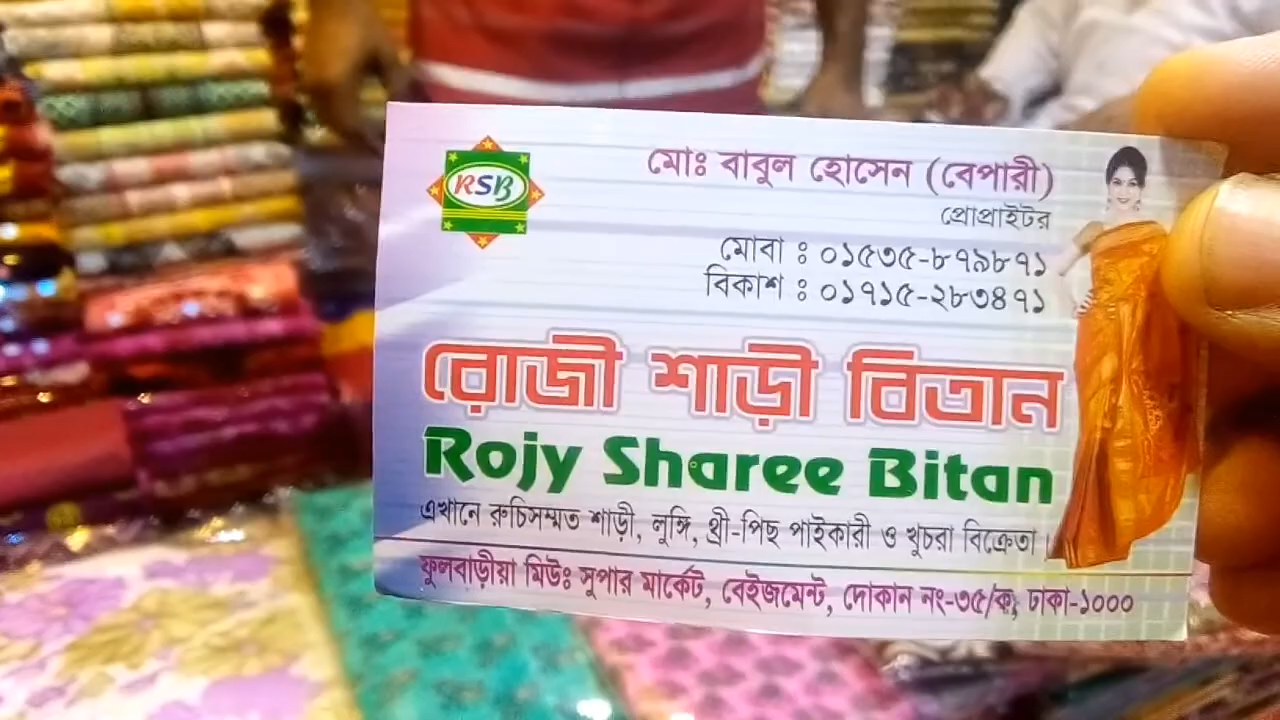 RSB
মোঃ বাবুল হোসেন (বেপারী)
প্রোপ্রাইটর
মোবা : ০১৫৩৫-৮৭৯৮৭১
বিকাশ : ০১৭১৫-২৮৩৪৭১
রোজী শাড়ী বিতান
Rojy Sharee Bitan
এখানে রুচিসম্মত শাড়ী, লুঙ্গি, থ্রী-পিছ পাইকারী ও খুচরা বিক্রেতা।
ফুলবাড়ীয়া মিউঃ সুপার মার্কেট, বেইজমেন্ট, দোকান নং-৩৫/ক, ঢাকা-১০০০